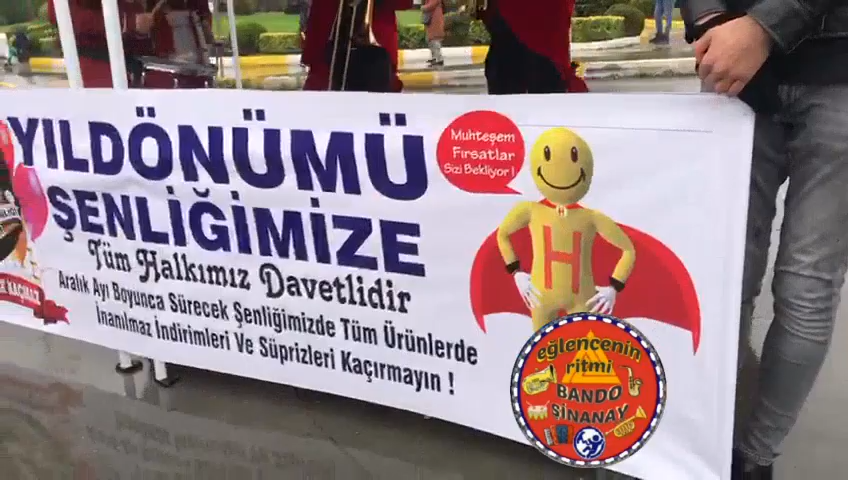 YILDÖNÜMÜ
ŞENLİĞİMİZE
Tüm Halkımız Davetlidir
Aralık Ayı Boyunca Sürecek Şenliğimizde Tüm Ürünlerde
İnanılmaz İndirimleri Ve Süprizleri Kaçırmayın !
Muhteşem
Fırsatlar
Sizi Bekliyor !
H
eğlencenin
ritmi
BANDO
ŞİNANAY